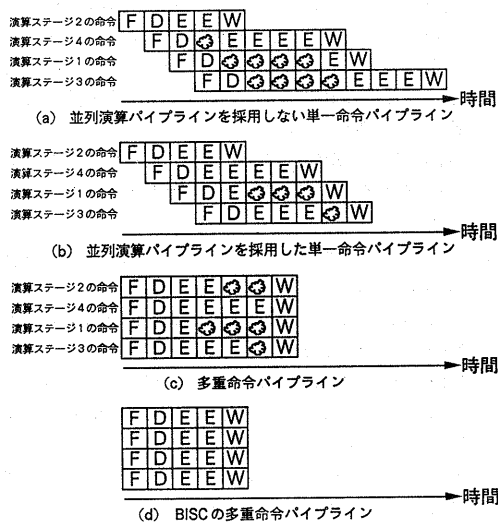 演算ステージ2の命令 F D E E W
演算ステージ4の命令 F D E E E E W
演算ステージ1の命令 F D E W
演算ステージ3の命令 F D E E E W
時間
(a) 並列演算パイプラインを採用しない単一命令パイプライン
演算ステージ2の命令 F D E E W
演算ステージ4の命令 F D E E E E W
演算ステージ1の命令 F D E W
演算ステージ3の命令 F D E E E W
時間
(b) 並列演算パイプラインを採用した単一命令パイプライン
演算ステージ2の命令 F D E E W
演算ステージ4の命令 F D E E E E W
演算ステージ1の命令 F D E W
演算ステージ3の命令 F D E E E W
時間
(c) 多重命令パイプライン
F D E E W
F D E E W
F D E E W
F D E E W
時間
(d) BISCの多重命令パイプライン